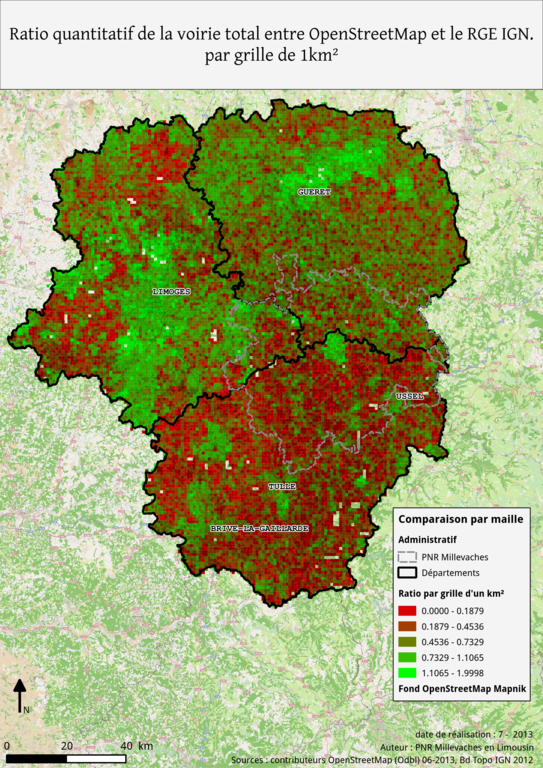 Ratio quantitatif de la voirie total entre OpenStreetMap et le RGE IGN.
par grille de 1km²
GUERET
LIMOGES
USSEL
TULLE
BRIVE-LA-GAILLARDE
Comparaison par maille
Administratif
PNR Millevaches
Départements
Ratio par grille d'un km²
0.0000 - 0.1879
0.1879 - 0.4536
0.4536 - 0.7329
0.7329 - 1.1065
1.1065 - 1.9998
Fond OpenStreetMap Mapnik
N
0 20 40 km
date de réalisation : 7 - 2013
Auteur : PNR Millevaches en Limousin
Sources : contributeurs OpenStreetMap (Odbl) 06-2013, Bd Topo IGN 2012